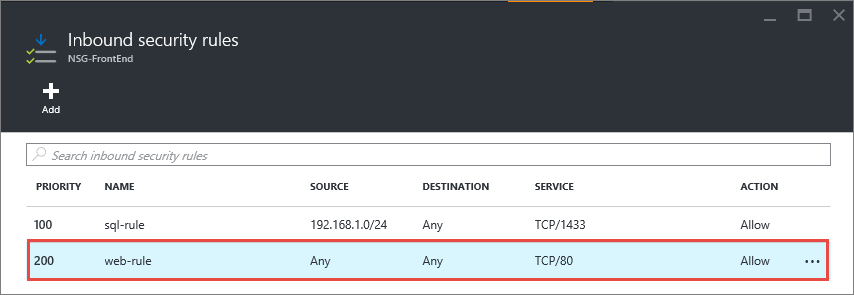 Inbound security rules
NSG-FrontEnd
Add
Search inbound security rules
PRIORITY NAME SOURCE DESTINATION SERVICE ACTION
100 sql-rule 192.168.1.0/24 Any TCP/1433 Allow
200 web-rule Any Any TCP/80 Allow ...